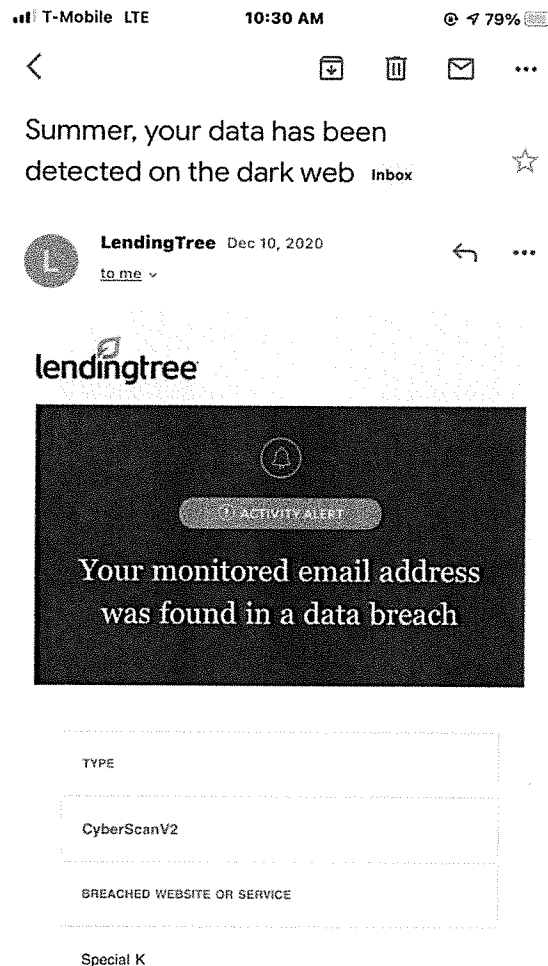 T-Mobile LTE 10:30 AM 79%
Summer, your data has been
detected on the dark web Inbox
L LendingTree Dec 10, 2020
to me
lendingtree
ACTIVITY ALERT
Your monitored email address
was found in a data breach
TYPE
CyberScanV2
BREACHED WEBSITE OR SERVICE
Special K